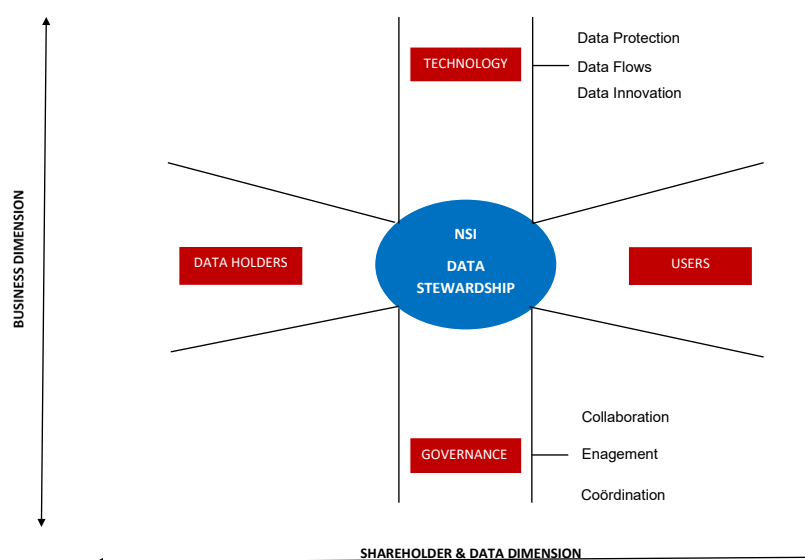 Data Protection
TECHNOLOGY
Data Flows
Data Innovation
BUSINESS DIMENSION
NSI
DATA
STEWARDSHIP
DATA HOLDERS
USERS
Collaboration
GOVERNANCE
Enagement
Coördination
SHAREHOLDER & DATA DIMENSION